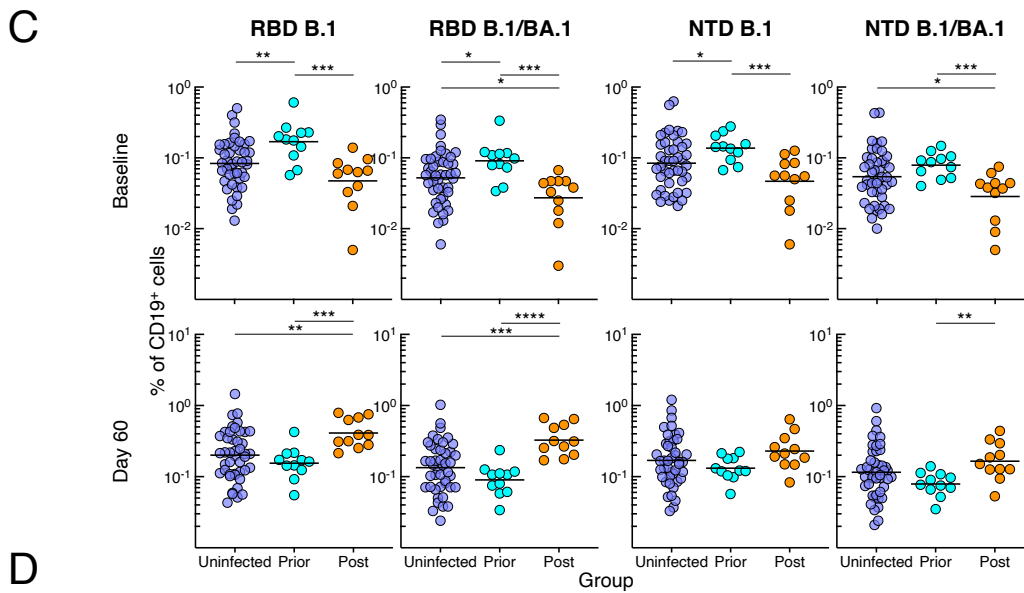 C
RBD B.1
RBD B.1/BA.1
NTD B.1
NTD B.1/BA.1
** *** * *** * * *** *** *
10⁰ 10⁰ 10⁰ 10⁰
10⁻¹ 10⁻¹ 10⁻¹ 10⁻¹
10⁻² 10⁻² 10⁻² 10⁻²
Baseline
% of CD19⁺ cells
*** ** **** *** **
10¹ 10¹ 10¹ 10¹
10⁰ 10⁰ 10⁰ 10⁰
10⁻¹ 10⁻¹ 10⁻¹ 10⁻¹
Day 60
Uninfected Prior Post Uninfected Prior Post Uninfected Prior Post Uninfected Prior Post
Group
D